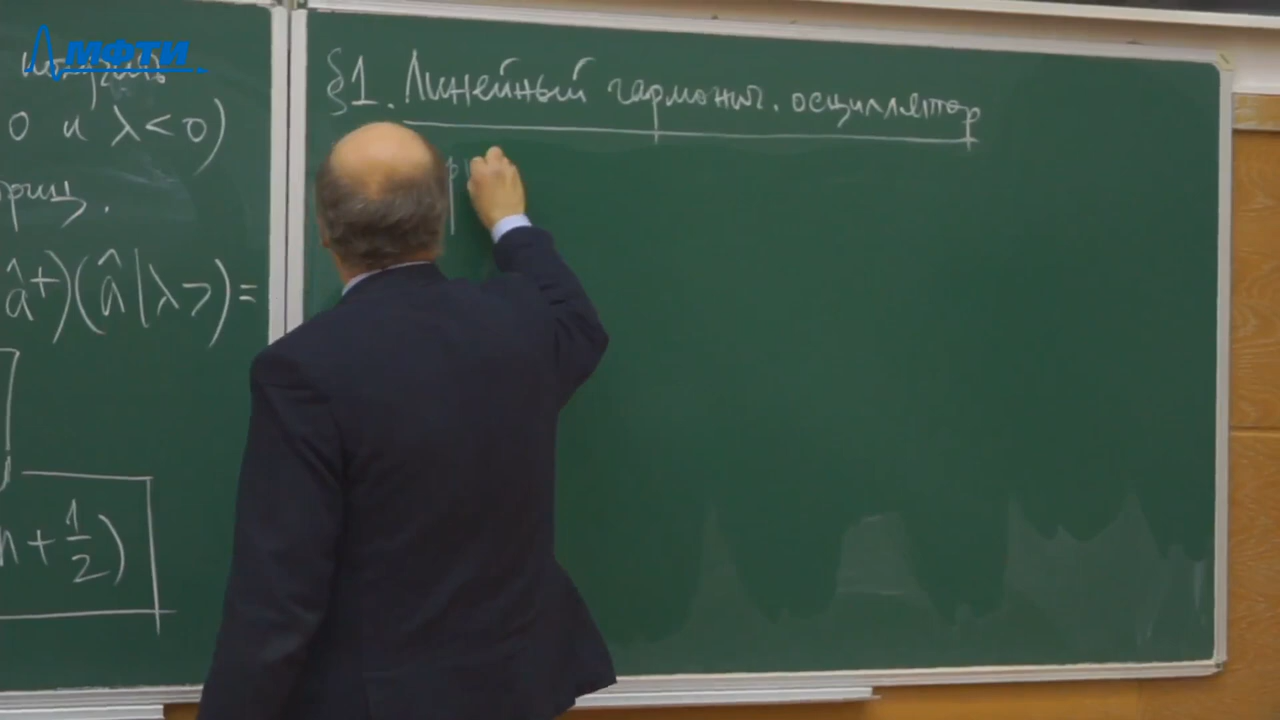 МФТИ
0 и λ < 0)
â⁺)(â|λ>) =
n + 1/2)
§1. Линейный гармонич. осциллятор